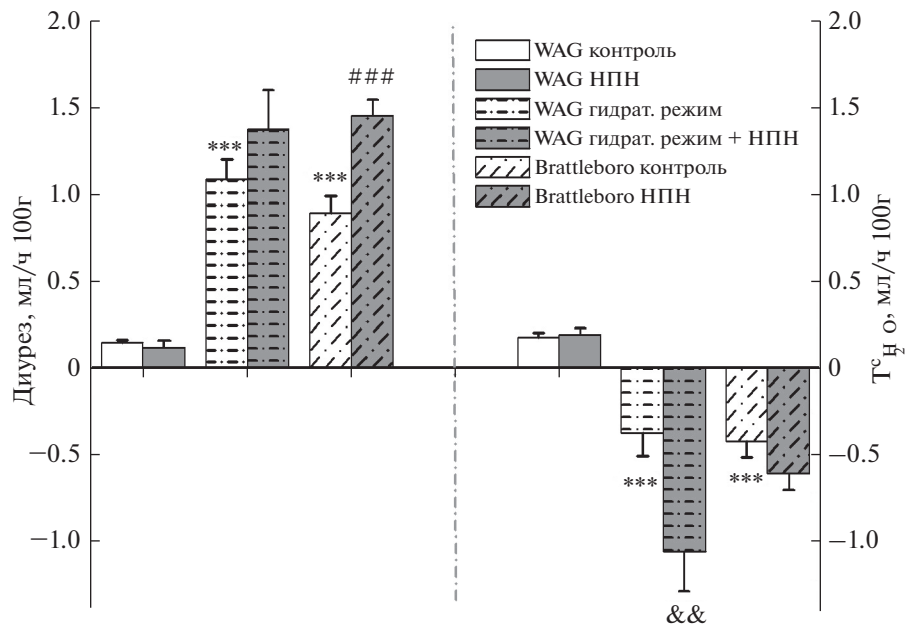 Диурез, мл/ч 100г
2.0
1.5
1.0
0.5
0
−0.5
−1.0
***
***
###
WAG контроль
WAG НПН
WAG гидрат. режим
WAG гидрат. режим + НПН
Brattleboro контроль
Brattleboro НПН
***
&&
***
2.0
1.5
1.0
0.5
0
−0.5
−1.0
T^c_H₂O, мл/ч 100г